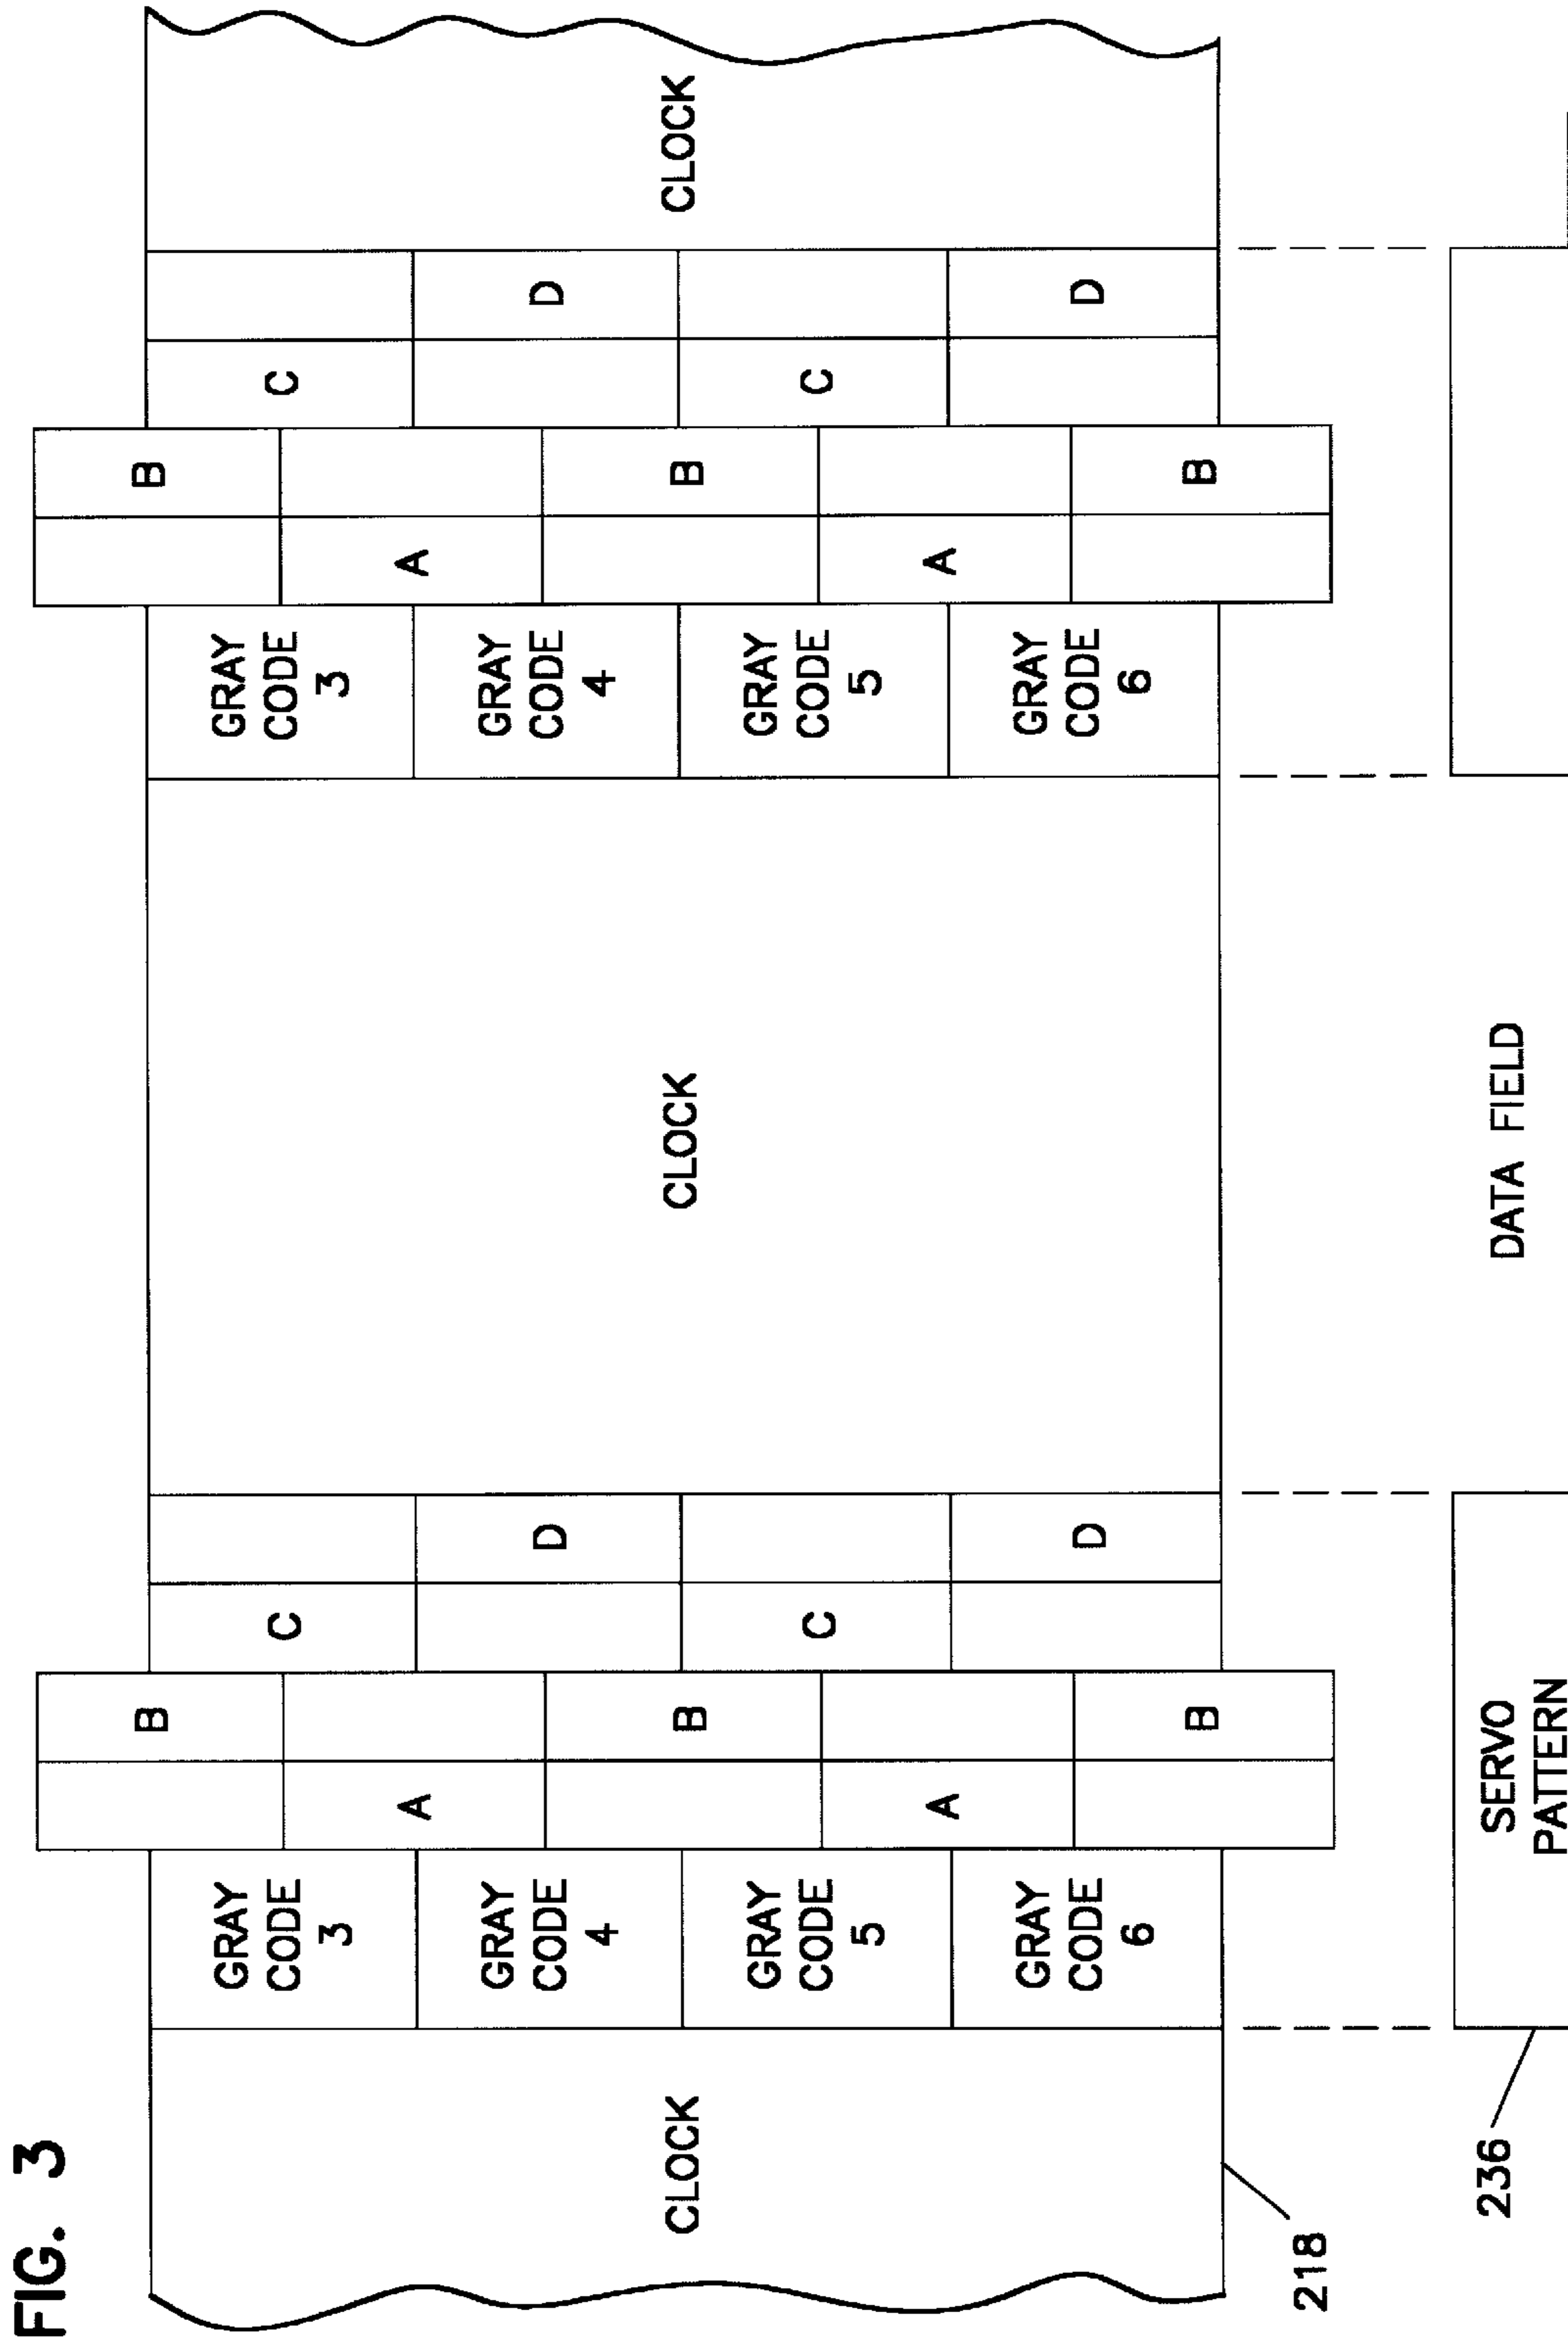 FIG. 3
CLOCK
GRAY
CODE
3
GRAY
CODE
4
GRAY
CODE
5
GRAY
CODE
6
A
A
B
B
B
C
C
D
D
CLOCK
GRAY
CODE
3
GRAY
CODE
4
GRAY
CODE
5
GRAY
CODE
6
A
A
B
B
B
C
C
D
D
CLOCK
218
236
SERVO
PATTERN
DATA FIELD